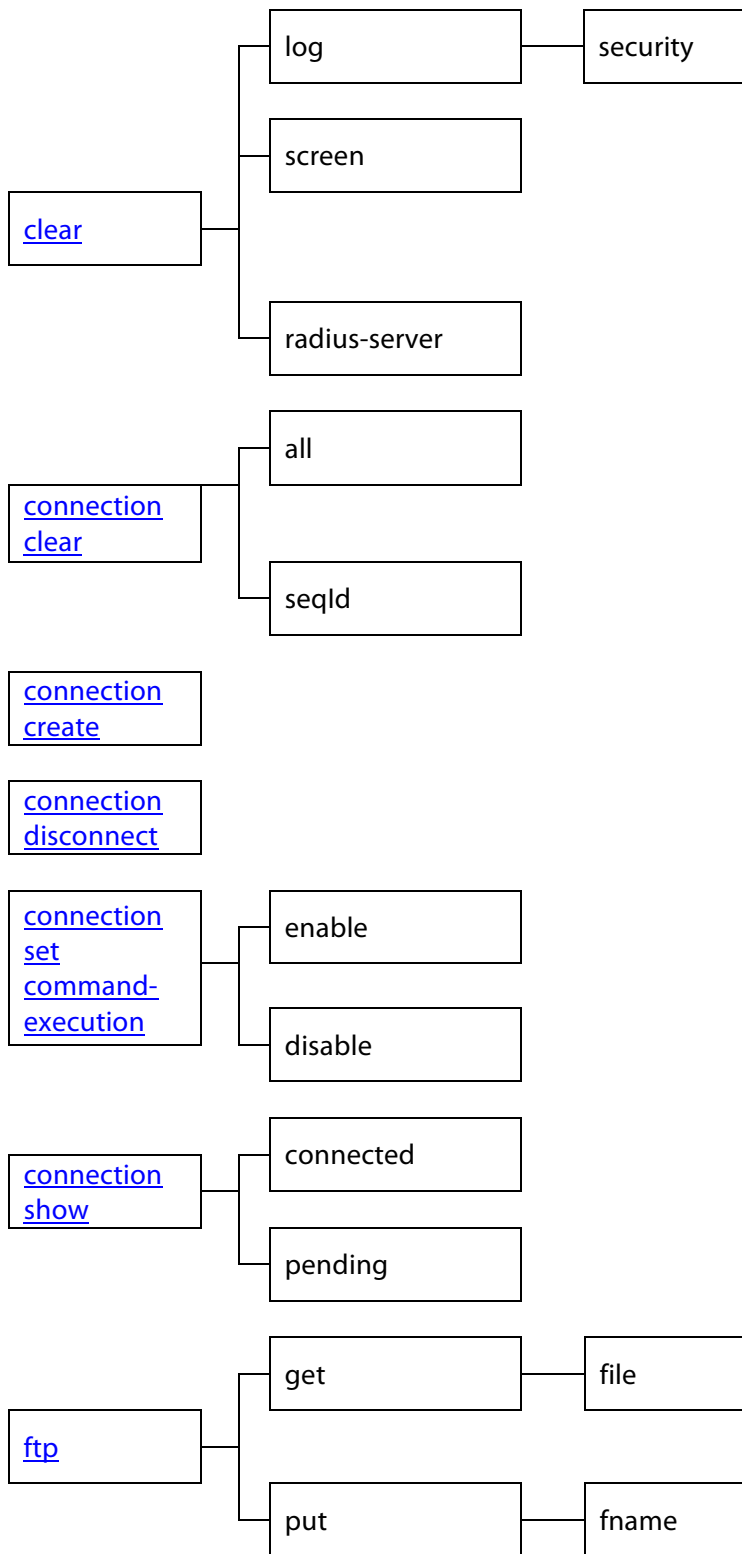 log
security
screen
clear
radius-server
all
connection
clear
seqId
connection
create
connection
disconnect
connection
set
command-
execution
enable
disable
connected
connection
show
pending
get
file
ftp
put
fname